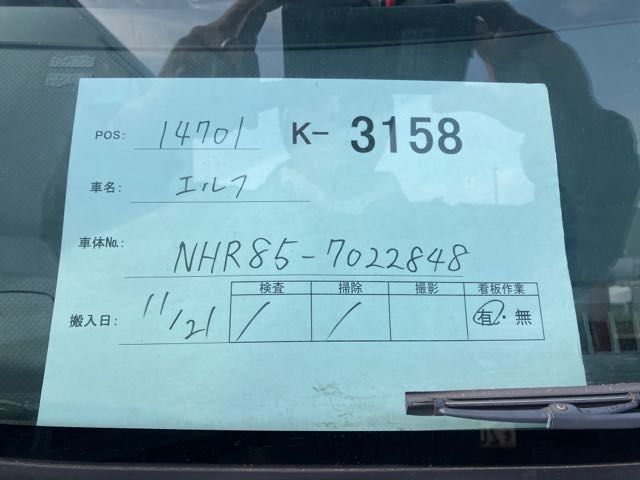 POS: 14701 K- 3158
車名: エルフ
車体No.: NHR85-7022848
検査 掃除 撮影 看板作業
搬入日: 11/21 / / 有・無